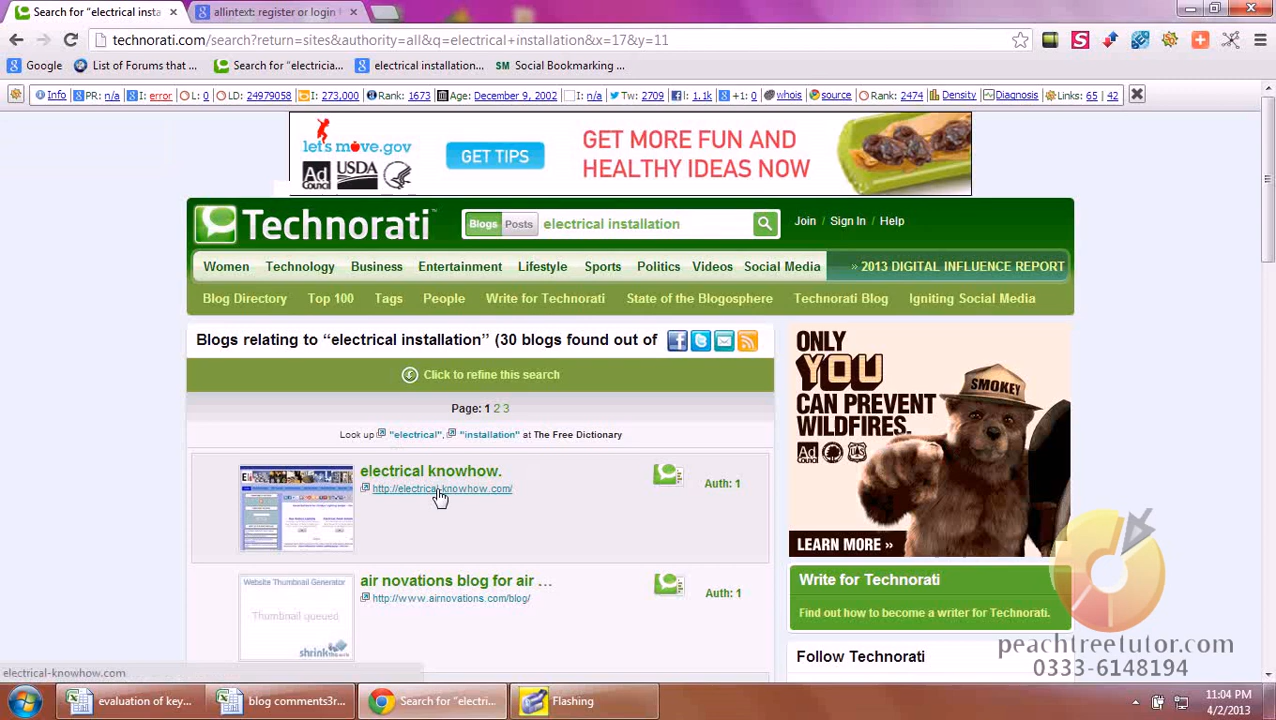 Search for "electrical insta
allintext: register or login
technorati.com/search?return=sites&authority=all&q=electrical+installation&x=17&y=11
Google
List of Forums that ...
Search for "electricia...
electrical installation...
SM Social Bookmarking ...
Info
PR: n/a
I: error
L: 0
LD: 24979058
I: 273,000
Rank: 1673
Age: December 9, 2002
I: n/a
Tw: 2709
I: 1.1k
+1: 0
whois
source
Rank: 2474
Density
Diagnosis
Links: 65 | 42
let's move.gov
Ad Council
USDA
GET TIPS
GET MORE FUN AND
HEALTHY IDEAS NOW
Technorati
Blogs
Posts
electrical installation
Join / Sign In / Help
Women
Technology
Business
Entertainment
Lifestyle
Sports
Politics
Videos
Social Media
» 2013 DIGITAL INFLUENCE REPORT
Blog Directory
Top 100
Tags
People
Write for Technorati
State of the Blogosphere
Technorati Blog
Igniting Social Media
Blogs relating to “electrical installation” (30 blogs found out of
Click to refine this search
Page: 1 2 3
Look up "electrical", "installation" at The Free Dictionary
electrical knowhow.
http://electrical-knowhow.com/
Auth: 1
Website Thumbnail Generator
Thumbnail queued
shrink
air novations blog for air …
http://www.airnovations.com/blog/
Auth: 1
ONLY
YOU
CAN PREVENT
WILDFIRES.
SMOKEY
LEARN MORE »
Write for Technorati
Find out how to become a writer for Technorati.
Follow Technorati
peachtreetutor.com
0333-6148194
electrical-knowhow.com
evaluation of key...
blog comments3r...
Search for "electri...
Flashing
11:04 PM
4/2/2013